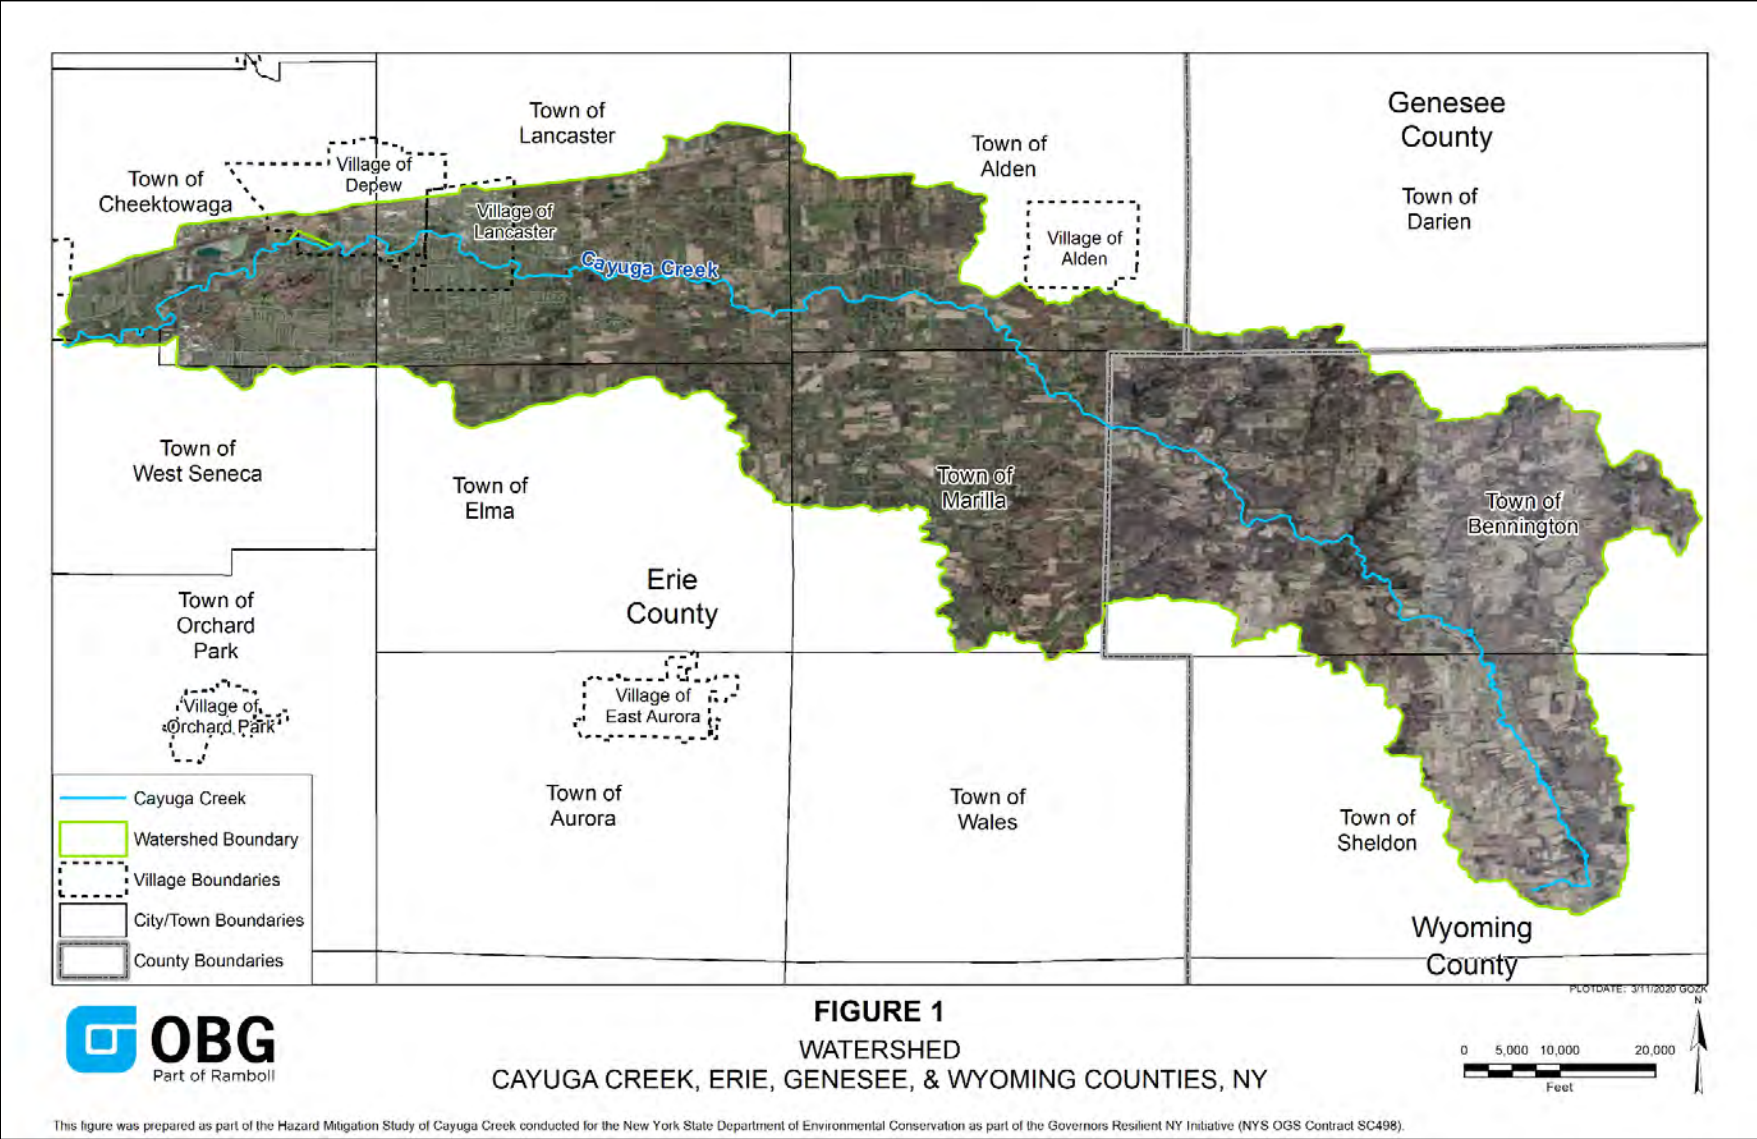 Genesee
County
Town of
Lancaster
Town of
Alden
Village of
Depew
Town of
Cheektowaga
Town of
Darien
Village of
Lancaster
Village of
Alden
Cayuga Creek
Town of
West Seneca
Town of
Elma
Town of
Marilla
Town of
Bennington
Erie
County
Town of
Orchard
Park
Village of
Orchard Park
Village of
East Aurora
Town of
Aurora
Town of
Wales
Town of
Sheldon
Wyoming
County
Cayuga Creek
Watershed Boundary
Village Boundaries
City/Town Boundaries
County Boundaries
PLOTDATE: 3/11/2020 GOZK
N
OBG
Part of Ramboll
FIGURE 1
WATERSHED
CAYUGA CREEK, ERIE, GENESEE, & WYOMING COUNTIES, NY
0 5,000 10,000 20,000
Feet
This figure was prepared as part of the Hazard Mitigation Study of Cayuga Creek conducted for the New York State Department of Environmental Conservation as part of the Governors Resilient NY Initiative (NYS OGS Contract SC498).